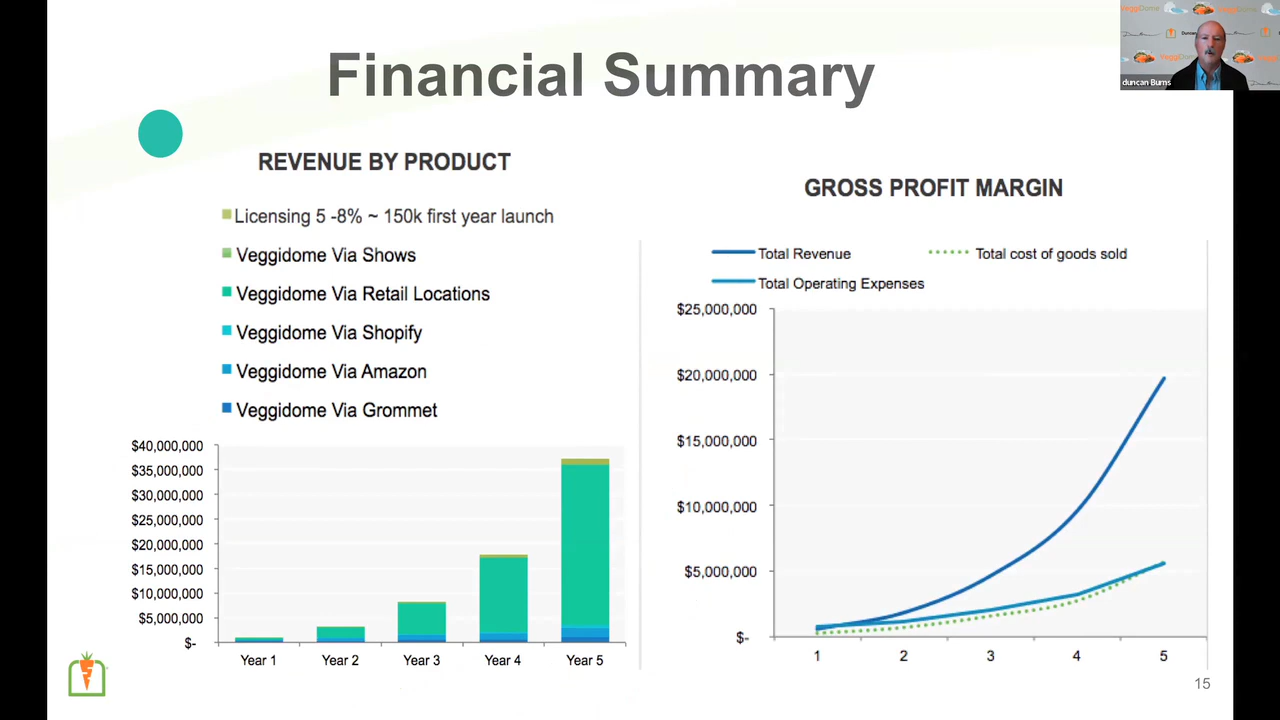 Financial Summary
duncan Burns
REVENUE BY PRODUCT
Licensing 5 -8% ~ 150k first year launch
Veggidome Via Shows
Veggidome Via Retail Locations
Veggidome Via Shopify
Veggidome Via Amazon
Veggidome Via Grommet
$40,000,000
$35,000,000
$30,000,000
$25,000,000
$20,000,000
$15,000,000
$10,000,000
$5,000,000
$-
Year 1 Year 2 Year 3 Year 4 Year 5
GROSS PROFIT MARGIN
Total Revenue Total cost of goods sold
Total Operating Expenses
$25,000,000
$20,000,000
$15,000,000
$10,000,000
$5,000,000
$-
1 2 3 4 5
15